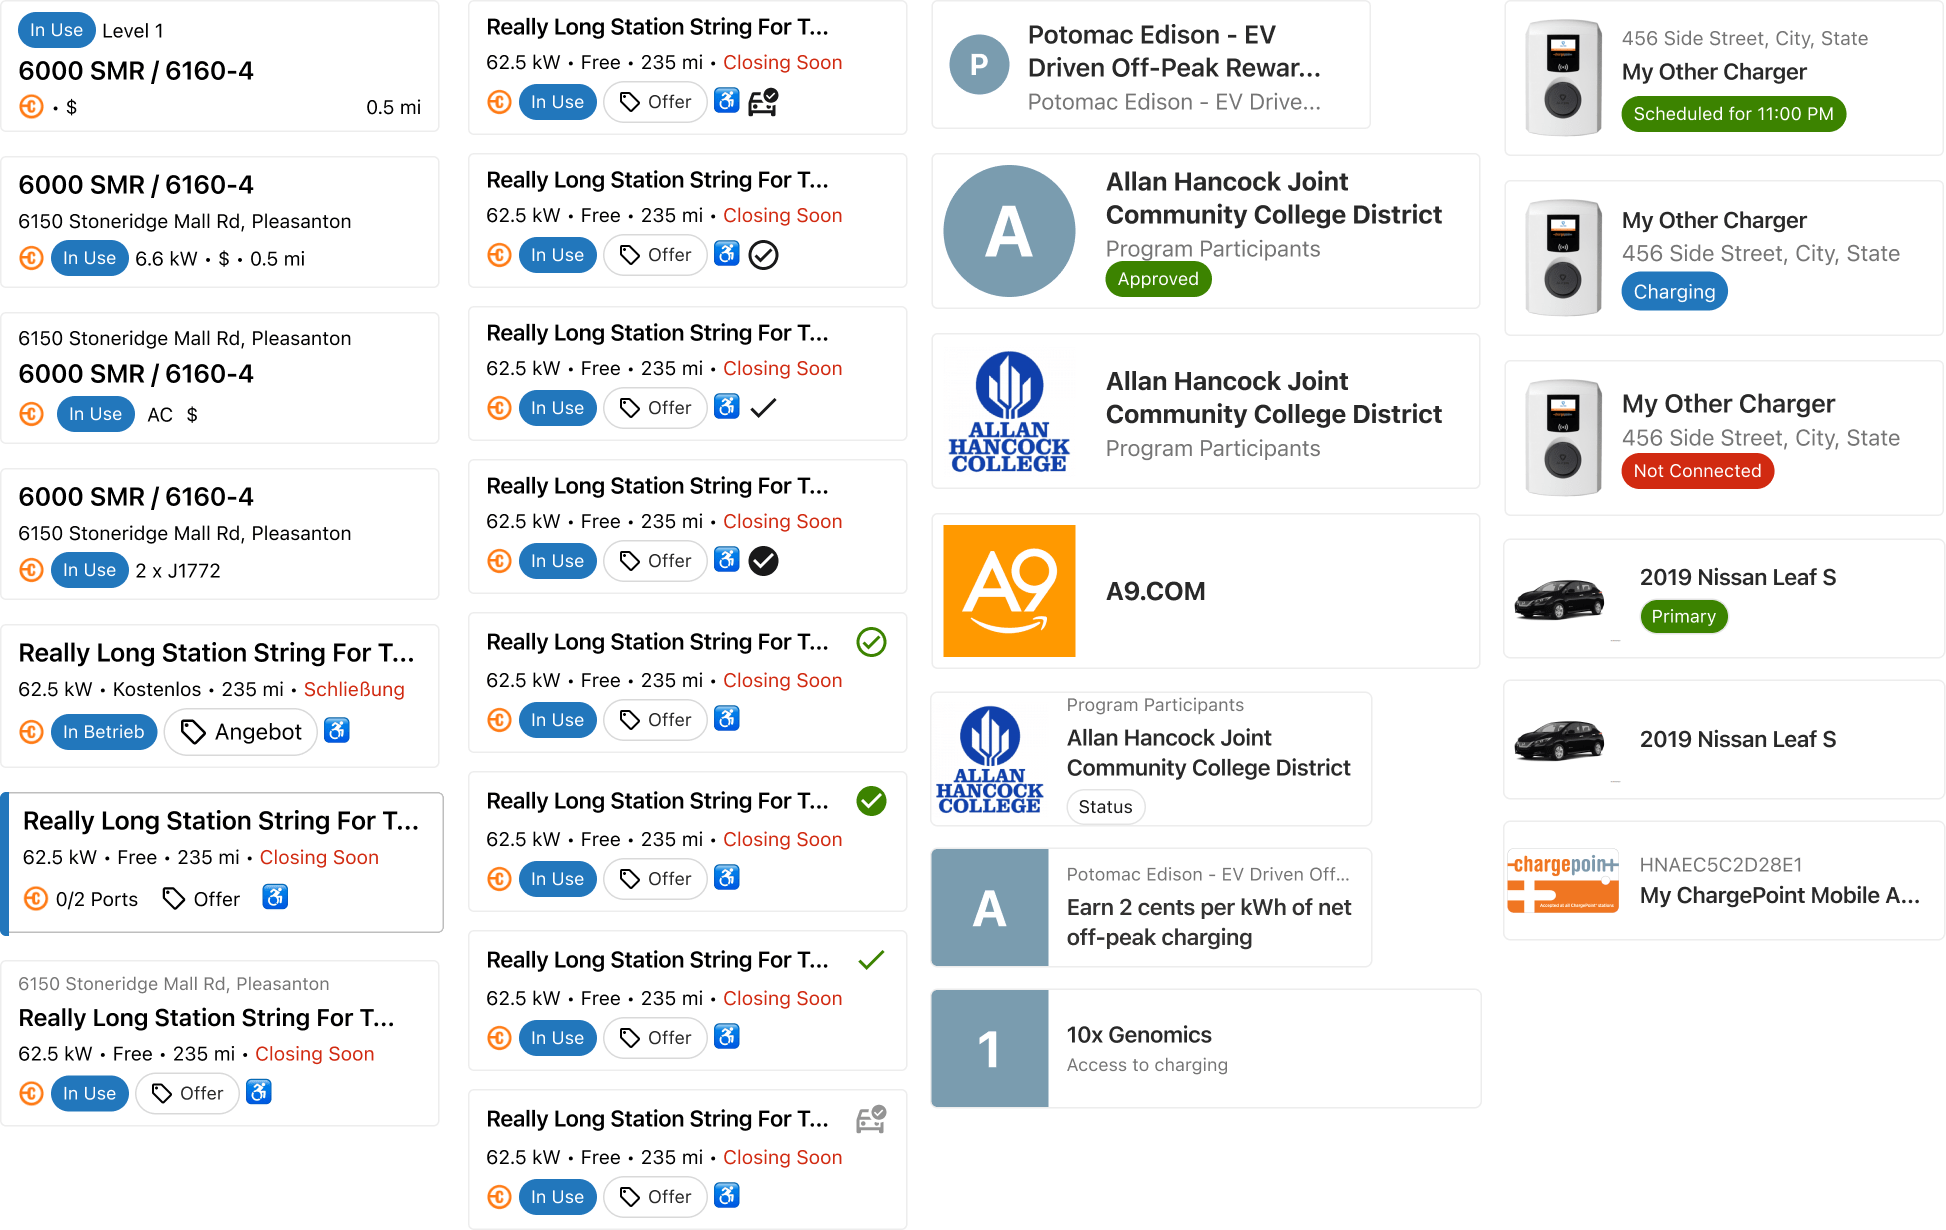 In Use Level 1
6000 SMR / 6160-4
• $ 0.5 mi
6000 SMR / 6160-4
6150 Stoneridge Mall Rd, Pleasanton
In Use 6.6 kW • $ • 0.5 mi
6150 Stoneridge Mall Rd, Pleasanton
6000 SMR / 6160-4
In Use AC $
6000 SMR / 6160-4
6150 Stoneridge Mall Rd, Pleasanton
In Use 2 x J1772
Really Long Station String For T...
62.5 kW • Kostenlos • 235 mi • Schließung
In Betrieb Angebot
Really Long Station String For T...
62.5 kW • Free • 235 mi • Closing Soon
0/2 Ports Offer
6150 Stoneridge Mall Rd, Pleasanton
Really Long Station String For T...
62.5 kW • Free • 235 mi • Closing Soon
In Use Offer
Really Long Station String For T...
62.5 kW • Free • 235 mi • Closing Soon
In Use Offer
Really Long Station String For T...
62.5 kW • Free • 235 mi • Closing Soon
In Use Offer
Really Long Station String For T...
62.5 kW • Free • 235 mi • Closing Soon
In Use Offer
Really Long Station String For T...
62.5 kW • Free • 235 mi • Closing Soon
In Use Offer
Really Long Station String For T...
62.5 kW • Free • 235 mi • Closing Soon
In Use Offer
Really Long Station String For T...
62.5 kW • Free • 235 mi • Closing Soon
In Use Offer
Really Long Station String For T...
62.5 kW • Free • 235 mi • Closing Soon
In Use Offer
Really Long Station String For T...
62.5 kW • Free • 235 mi • Closing Soon
In Use Offer
P
Potomac Edison - EV
Driven Off-Peak Rewar...
Potomac Edison - EV Drive...
A
Allan Hancock Joint
Community College District
Program Participants
Approved
ALLAN
HANCOCK
COLLEGE
Allan Hancock Joint
Community College District
Program Participants
A9
A9.COM
ALLAN
HANCOCK
COLLEGE
Program Participants
Allan Hancock Joint
Community College District
Status
A
Potomac Edison - EV Driven Off...
Earn 2 cents per kWh of net
off-peak charging
1
10x Genomics
Access to charging
456 Side Street, City, State
My Other Charger
Scheduled for 11:00 PM
My Other Charger
456 Side Street, City, State
Charging
My Other Charger
456 Side Street, City, State
Not Connected
2019 Nissan Leaf S
Primary
2019 Nissan Leaf S
-chargepoin+
Accepted at all ChargePoint stations
HNAEC5C2D28E1
My ChargePoint Mobile A...